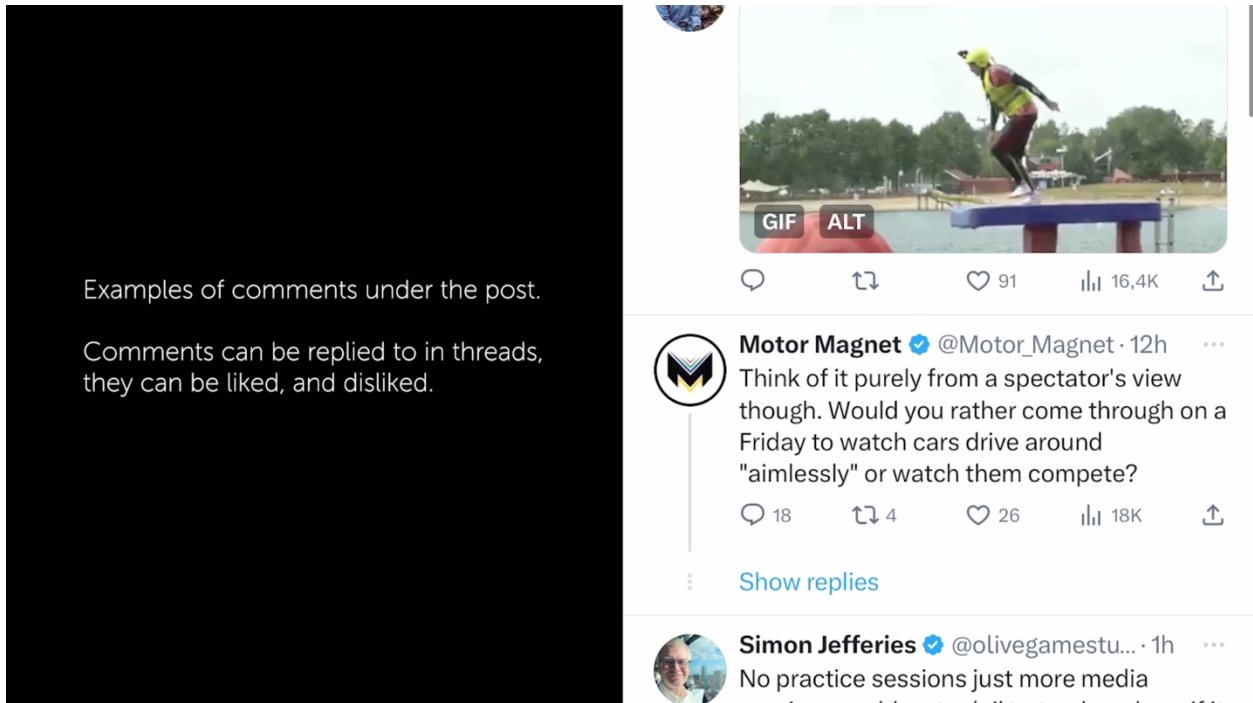 Examples of comments under the post.
Comments can be replied to in threads,
they can be liked, and disliked.
GIF ALT
91 16,4K
Motor Magnet @Motor_Magnet · 12h
Think of it purely from a spectator's view
though. Would you rather come through on a
Friday to watch cars drive around
"aimlessly" or watch them compete?
18 4 26 18K
Show replies
Simon Jefferies @olivegamestu... · 1h
No practice sessions just more media